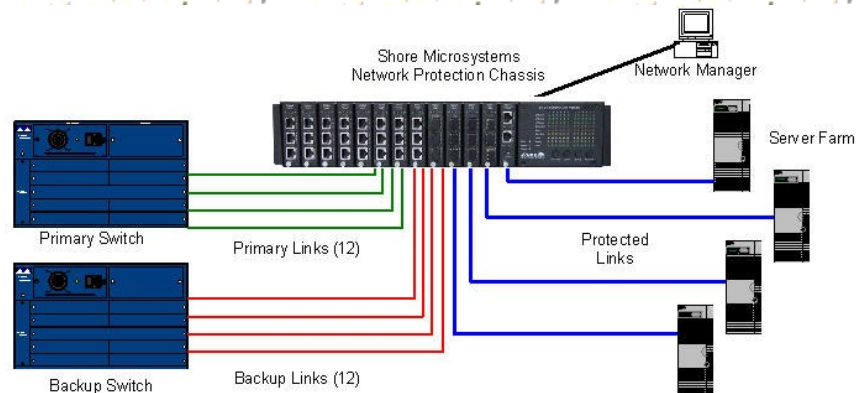 Shore Microsystems
Network Protection Chassis
Network Manager
Server Farm
Primary Switch
Primary Links (12)
Protected
Links
Backup Switch
Backup Links (12)